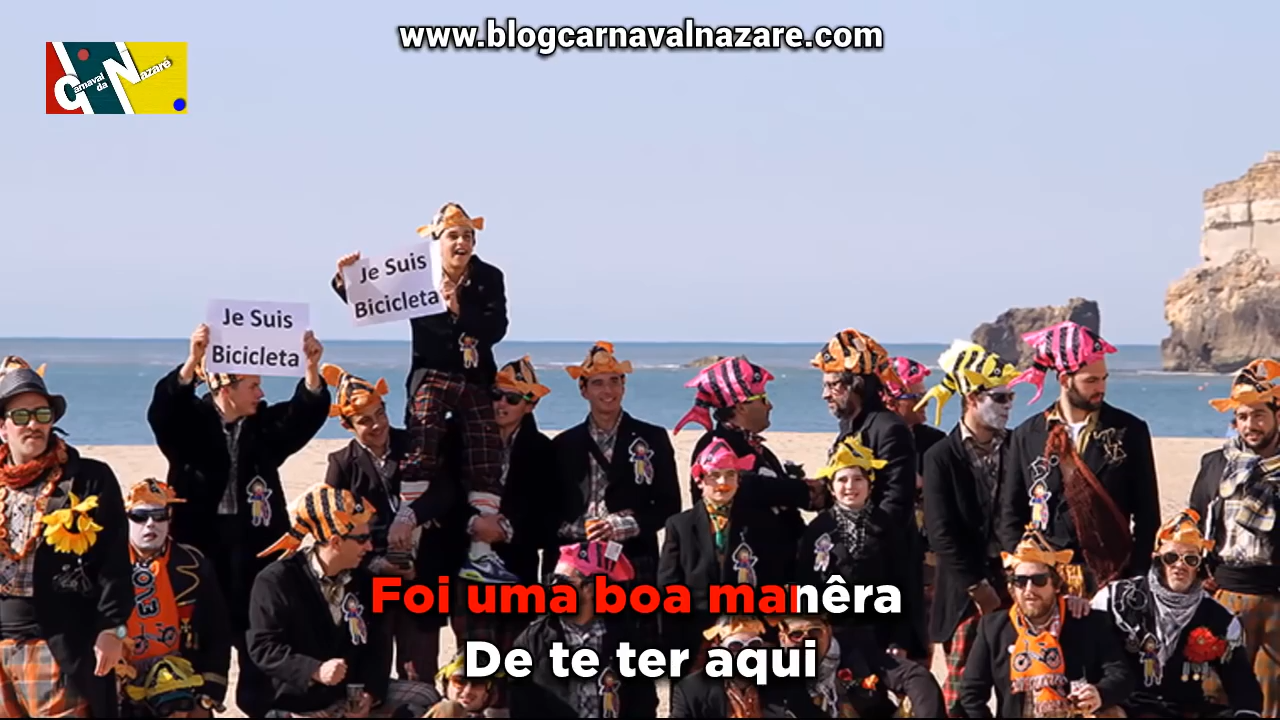 www.blogcarnavalnazare.com
Carnaval
da
Nazaré
Je Suis
Bicicleta
Je Suis
Bicicleta
Foi uma boa manêra
De te ter aqui